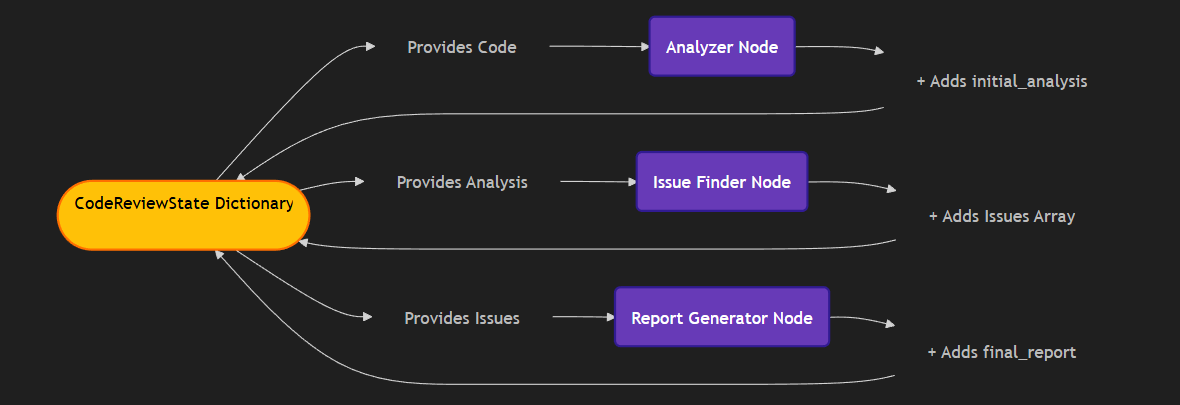 Provides Code
Analyzer Node
+ Adds initial_analysis
CodeReviewState Dictionary
Provides Analysis
Issue Finder Node
+ Adds Issues Array
Provides Issues
Report Generator Node
+ Adds final_report